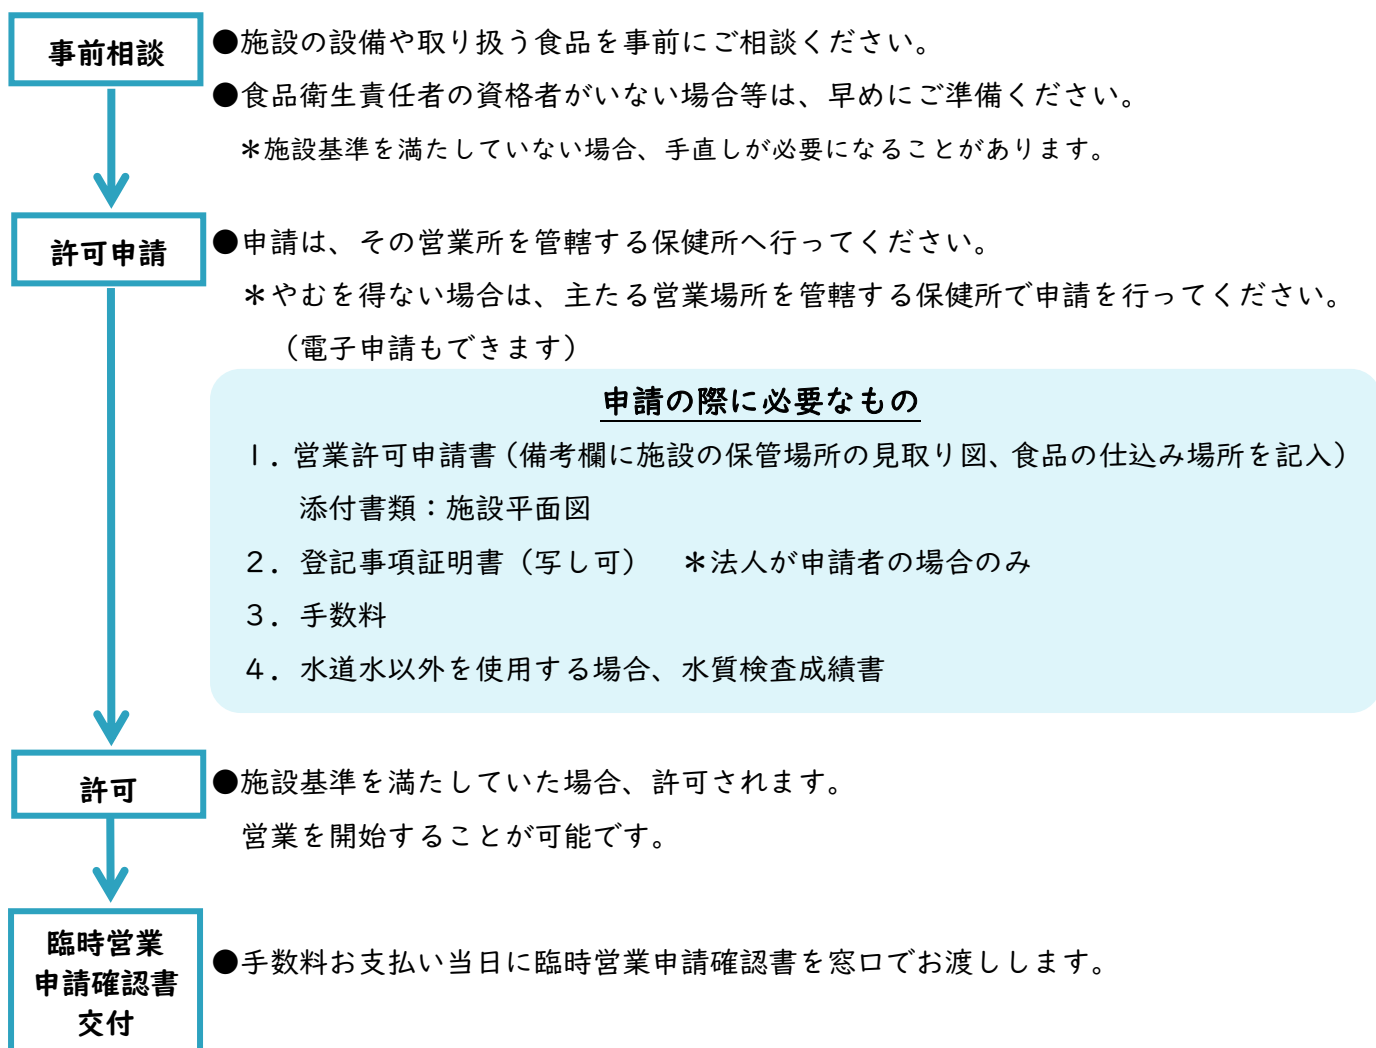 事前相談
●施設の設備や取り扱う食品を事前にご相談ください。
●食品衛生責任者の資格者がいない場合等は、早めにご準備ください。
＊施設基準を満たしていない場合、手直しが必要になることがあります。
許可申請
●申請は、その営業所を管轄する保健所へ行ってください。
＊やむを得ない場合は、主たる営業場所を管轄する保健所で申請を行ってください。
（電子申請もできます）
申請の際に必要なもの
１．営業許可申請書（備考欄に施設の保管場所の見取り図、食品の仕込み場所を記入）
添付書類：施設平面図
２．登記事項証明書（写し可）　＊法人が申請者の場合のみ
３．手数料
４．水道水以外を使用する場合、水質検査成績書
許可
●施設基準を満たしていた場合、許可されます。
営業を開始することが可能です。
臨時営業
申請確認書
交付
●手数料お支払い当日に臨時営業申請確認書を窓口でお渡しします。